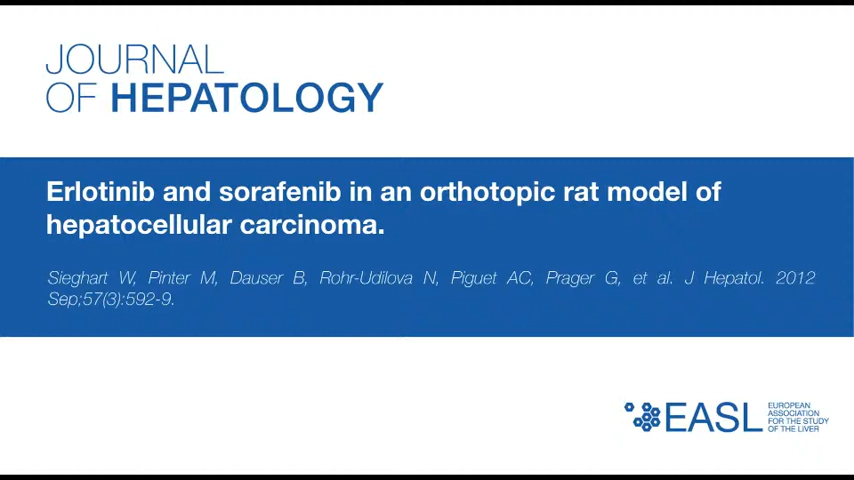 JOURNAL
OF HEPATOLOGY
Erlotinib and sorafenib in an orthotopic rat model of
hepatocellular carcinoma.
Sieghart W, Pinter M, Dauser B, Rohr-Udilova N, Piguet AC, Prager G, et al. J Hepatol. 2012
Sep;57(3):592-9.
EASL
EUROPEAN
ASSOCIATION
FOR THE STUDY
OF THE LIVER